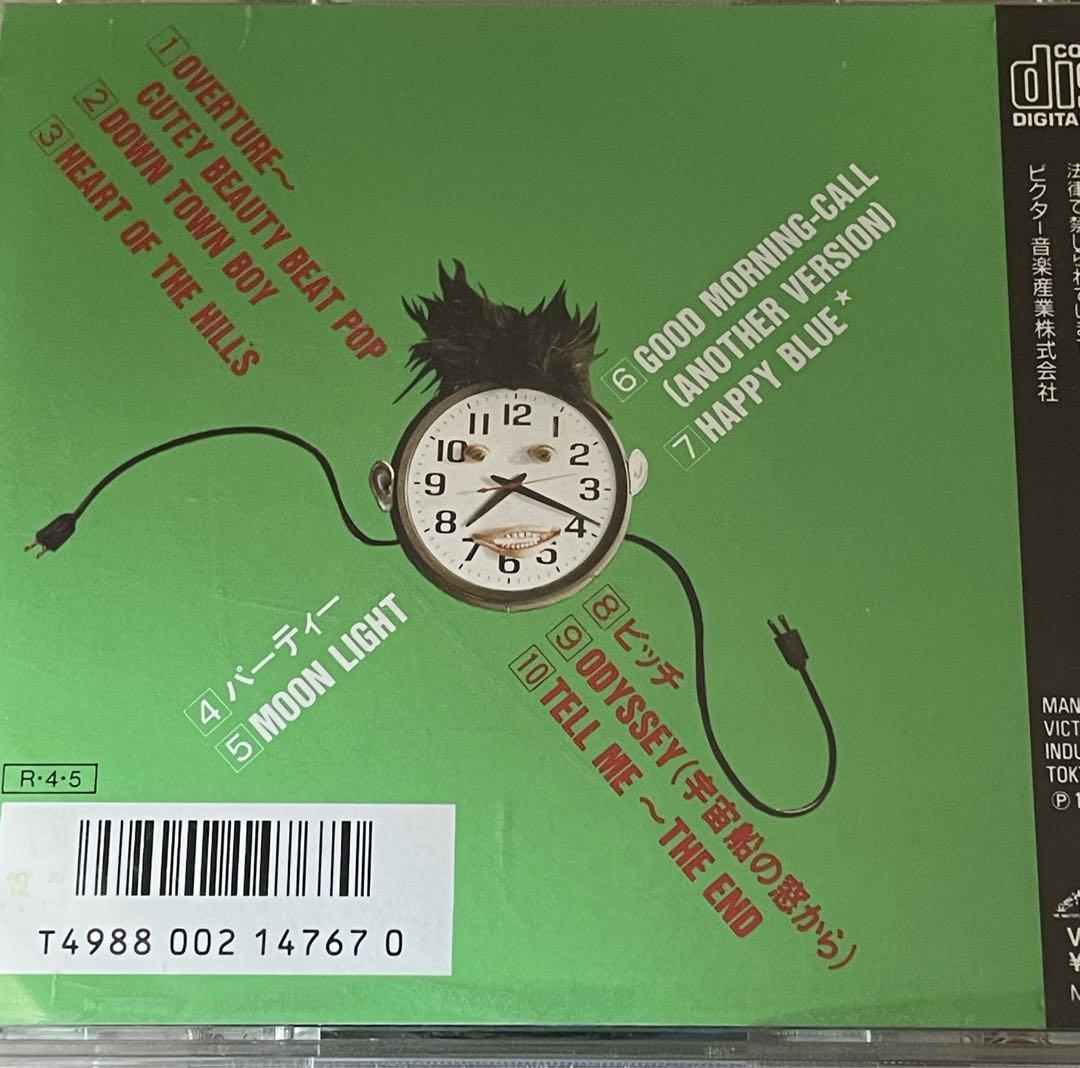 1 OVERTURE～
CUTEY BEAUTY BEAT POP
2 DOWN TOWN BOY
3 HEART OF THE HILLS
4 パーティー
5 MOON LIGHT
6 GOOD MORNING-CALL
(ANOTHER VERSION)
7 HAPPY BLUE★
8 ビッチ
9 ODYSSEY(宇宙船の窓から)
10 TELL ME ～THE END
12
1
2
3
4
5
6
7
8
9
10
11
R・4・5
T4988 002 14767 0
DIGITA
ビクター音楽産業株式会社
MAN
VICT
INDU
TOK
Ⓟ 1